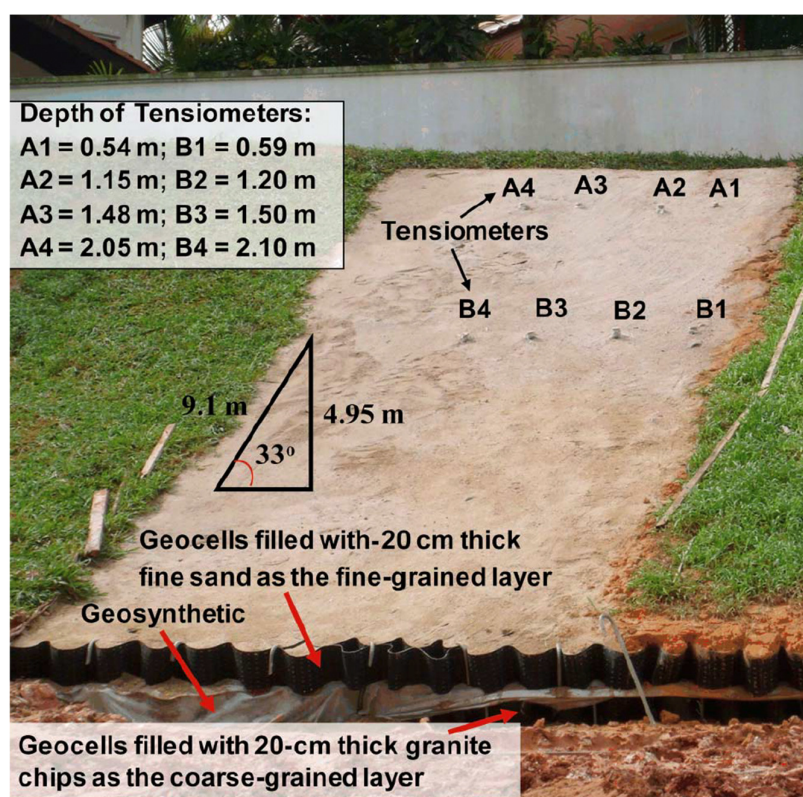 Depth of Tensiometers:
A1 = 0.54 m; B1 = 0.59 m
A2 = 1.15 m; B2 = 1.20 m
A3 = 1.48 m; B3 = 1.50 m
A4 = 2.05 m; B4 = 2.10 m
A4 A3 A2 A1
Tensiometers
B4 B3 B2 B1
9.1 m
4.95 m
33º
Geocells filled with-20 cm thick
fine sand as the fine-grained layer
Geosynthetic
Geocells filled with 20-cm thick granite
chips as the coarse-grained layer